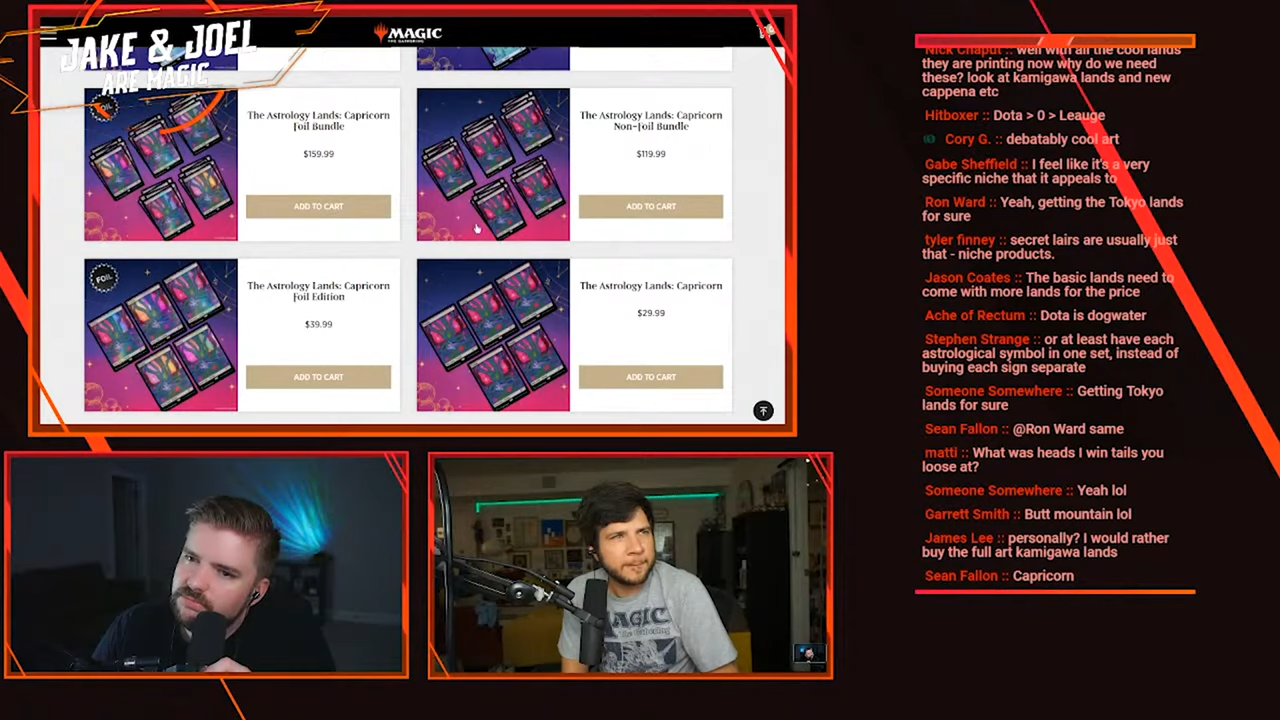 JAKE & JOEL
ARE MAGIC
MAGIC
THE GATHERING
FOIL
The Astrology Lands: Capricorn
Foil Bundle
$159.99
ADD TO CART
The Astrology Lands: Capricorn
Non-Foil Bundle
$119.99
ADD TO CART
FOIL
The Astrology Lands: Capricorn
Foil Edition
$39.99
ADD TO CART
The Astrology Lands: Capricorn
$29.99
ADD TO CART
MAGIC
The Gathering
Nick Chaput :: well with all the cool lands
they are printing now why do we need
these? look at kamigawa lands and new
cappena etc
Hitboxer :: Dota > 0 > Leauge
Cory G. :: debatably cool art
Gabe Sheffield :: I feel like it's a very
specific niche that it appeals to
Ron Ward :: Yeah, getting the Tokyo lands
for sure
tyler finney :: secret lairs are usually just
that - niche products.
Jason Coates :: The basic lands need to
come with more lands for the price
Ache of Rectum :: Dota is dogwater
Stephen Strange :: or at least have each
astrological symbol in one set, instead of
buying each sign separate
Someone Somewhere :: Getting Tokyo
lands for sure
Sean Fallon :: @Ron Ward same
matti :: What was heads I win tails you
loose at?
Someone Somewhere :: Yeah lol
Garrett Smith :: Butt mountain lol
James Lee :: personally? I would rather
buy the full art kamigawa lands
Sean Fallon :: Capricorn